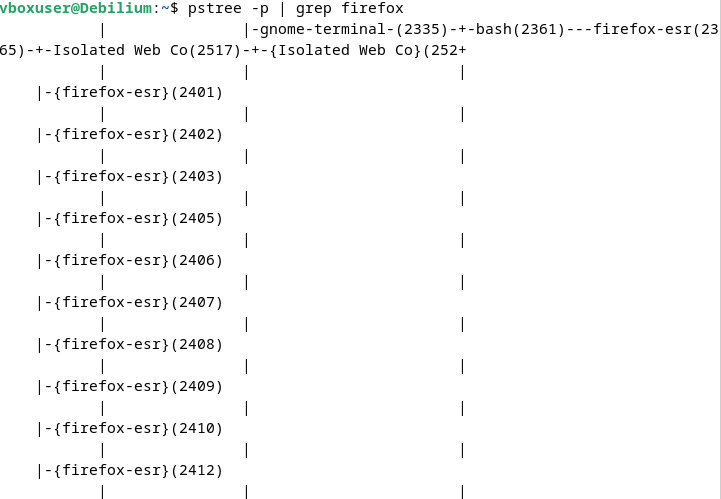 vboxuser@Debilium:~$ pstree -p | grep firefox
           |               |-gnome-terminal-(2335)-+-bash(2361)---firefox-esr(23
65)-+-Isolated Web Co(2517)-+-{Isolated Web Co}(252+
           |               |                       |
    |-{firefox-esr}(2401)
           |               |                       |
    |-{firefox-esr}(2402)
           |               |                       |
    |-{firefox-esr}(2403)
           |               |                       |
    |-{firefox-esr}(2405)
           |               |                       |
    |-{firefox-esr}(2406)
           |               |                       |
    |-{firefox-esr}(2407)
           |               |                       |
    |-{firefox-esr}(2408)
           |               |                       |
    |-{firefox-esr}(2409)
           |               |                       |
    |-{firefox-esr}(2410)
           |               |                       |
    |-{firefox-esr}(2412)
           |               |                       |